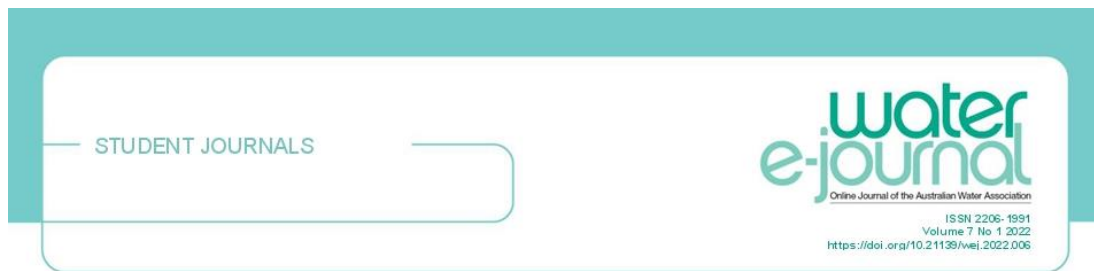 STUDENT JOURNALS
water
e-journal
Online Journal of the Australian Water Association
ISSN 2206-1991
Volume 7 No 1 2022
https://doi.org/10.21139/wej.2022.006